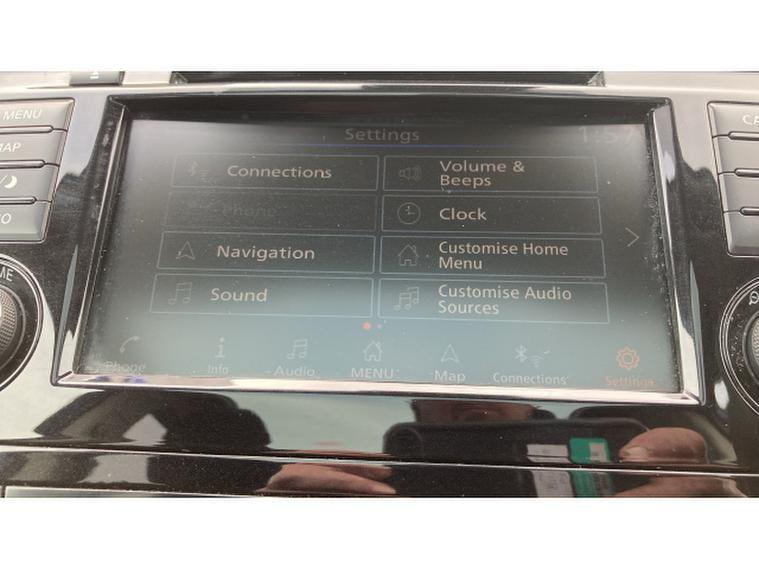 MENU
MAP
Settings
1:57
Connections
Volume &
Beeps
Phone
Clock
Navigation
Customise Home
Menu
Sound
Customise Audio
Sources
Phone
Info
Audio
MENU
Map
Connections
Settings